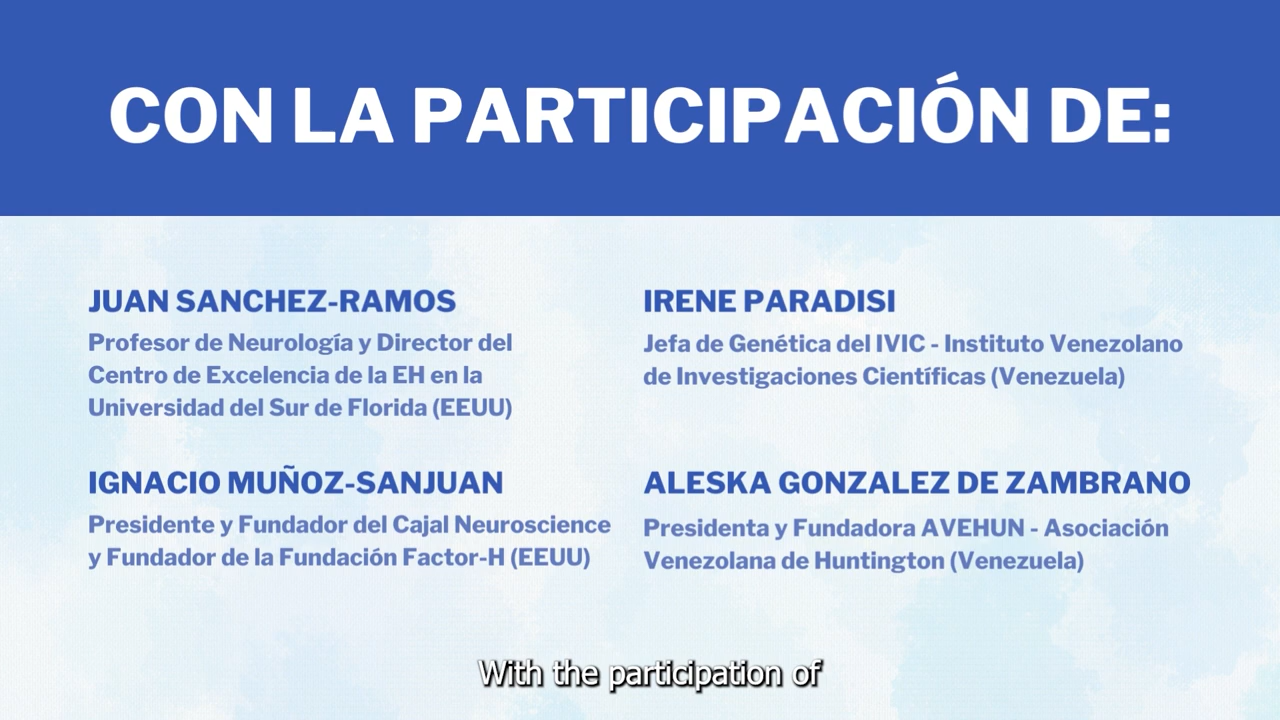 CON LA PARTICIPACIÓN DE:
JUAN SANCHEZ-RAMOS
Profesor de Neurología y Director del
Centro de Excelencia de la EH en la
Universidad del Sur de Florida (EEUU)
IRENE PARADISI
Jefa de Genética del IVIC - Instituto Venezolano
de Investigaciones Científicas (Venezuela)
IGNACIO MUÑOZ-SANJUAN
Presidente y Fundador del Cajal Neuroscience
y Fundador de la Fundación Factor-H (EEUU)
ALESKA GONZALEZ DE ZAMBRANO
Presidenta y Fundadora AVEHUN - Asociación
Venezolana de Huntington (Venezuela)
With the participation of